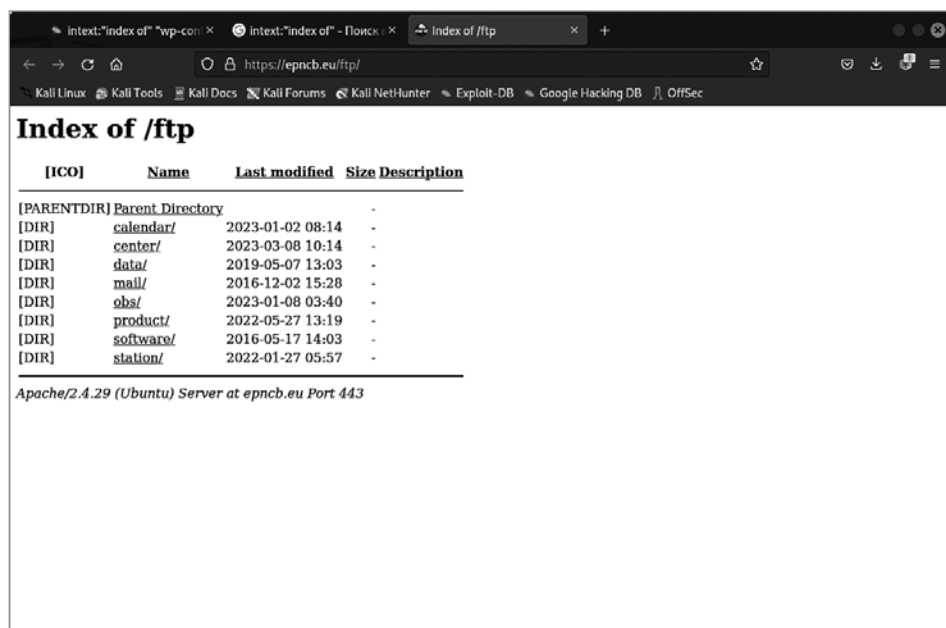 intext:"index of" "wp-con × intext:"index of" - Поиск × Index of /ftp × +
https://epncb.eu/ftp/
Kali Linux Kali Tools Kali Docs Kali Forums Kali NetHunter Exploit-DB Google Hacking DB OffSec
Index of /ftp
[ICO] Name Last modified Size Description
[PARENTDIR] Parent Directory -
[DIR] calendar/ 2023-01-02 08:14 -
[DIR] center/ 2023-03-08 10:14 -
[DIR] data/ 2019-05-07 13:03 -
[DIR] mail/ 2016-12-02 15:28 -
[DIR] obs/ 2023-01-08 03:40 -
[DIR] product/ 2022-05-27 13:19 -
[DIR] software/ 2016-05-17 14:03 -
[DIR] station/ 2022-01-27 05:57 -
Apache/2.4.29 (Ubuntu) Server at epncb.eu Port 443